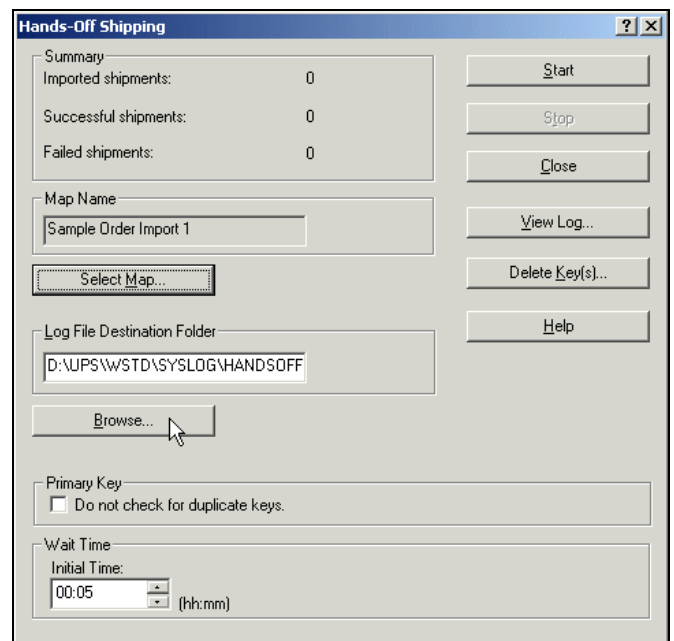 Hands-Off Shipping
Summary
Imported shipments: 0
Successful shipments: 0
Failed shipments: 0
Map Name
Sample Order Import 1
Select Map...
Log File Destination Folder
D:\UPS\WSTD\SYSLOG\HANDSOFF
Browse...
Start
Stop
Close
View Log...
Delete Key(s)...
Help
Primary Key
Do not check for duplicate keys.
Wait Time
Initial Time:
00:05 (hh:mm)